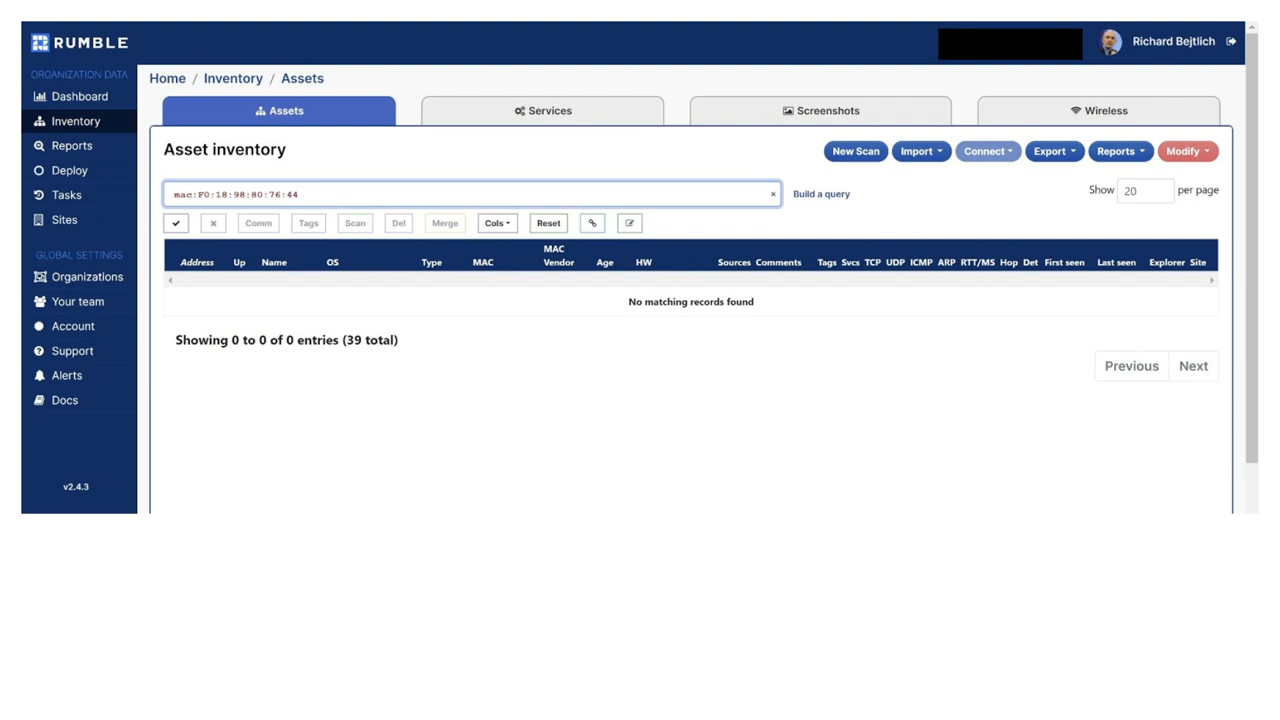 RUMBLE
Richard Bejtlich
ORGANIZATION DATA
Dashboard
Inventory
Reports
Deploy
Tasks
Sites
GLOBAL SETTINGS
Organizations
Your team
Account
Support
Alerts
Docs
v2.4.3
Home / Inventory / Assets
Assets Services Screenshots Wireless
Asset inventory
New Scan Import Connect Export Reports Modify
mac:F0:18:98:80:76:44 × Build a query Show 20 per page
Comm Tags Scan Del Merge Cols Reset
Address Up Name OS Type MAC MAC Vendor Age HW Sources Comments Tags Svcs TCP UDP ICMP ARP RTT/MS Hop Det First seen Last seen Explorer Site
No matching records found
Showing 0 to 0 of 0 entries (39 total)
Previous Next